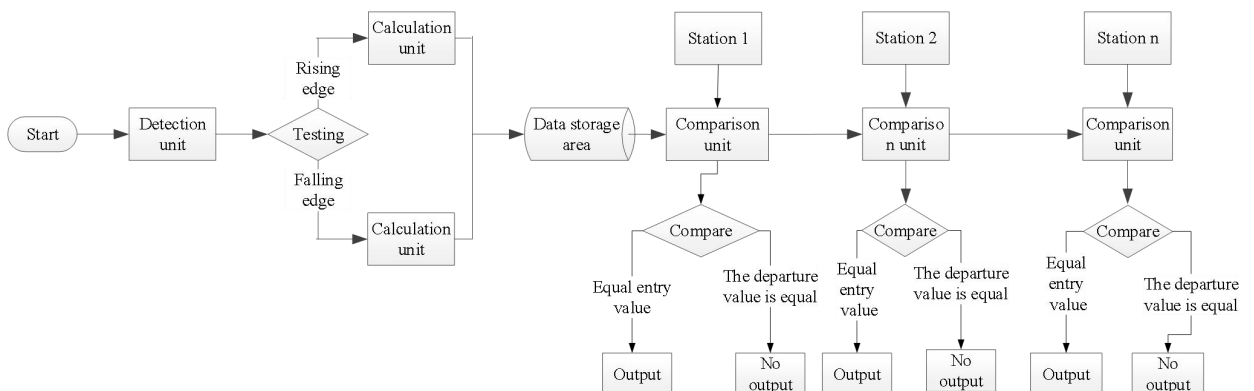 Start
Detection
unit
Testing
Rising
edge
Falling
edge
Calculation
unit
Calculation
unit
Data storage
area
Station 1
Comparison
unit
Compare
Equal entry
value
The departure
value is equal
Output
No
output
Station 2
Compariso
n unit
Compare
Equal
entry
value
The departure
value is equal
Output
No
output
Station n
Comparison
unit
Compare
Equal
entry
value
The departure
value is equal
Output
No
output